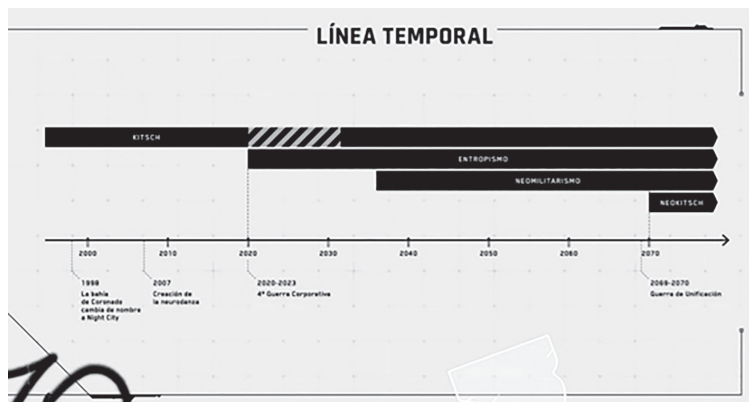 LÍNEA TEMPORAL
KITSCH
ENTROPISMO
NEOMILITARISMO
NEOKITSCH
2000 2010 2020 2030 2040 2050 2060 2070
1998
La bahía
de Coronado
cambia de nombre
a Night City
2007
Creación de
la neurodanza
2020-2023
4ª Guerra Corporativa
2069-2070
Guerra de Unificación